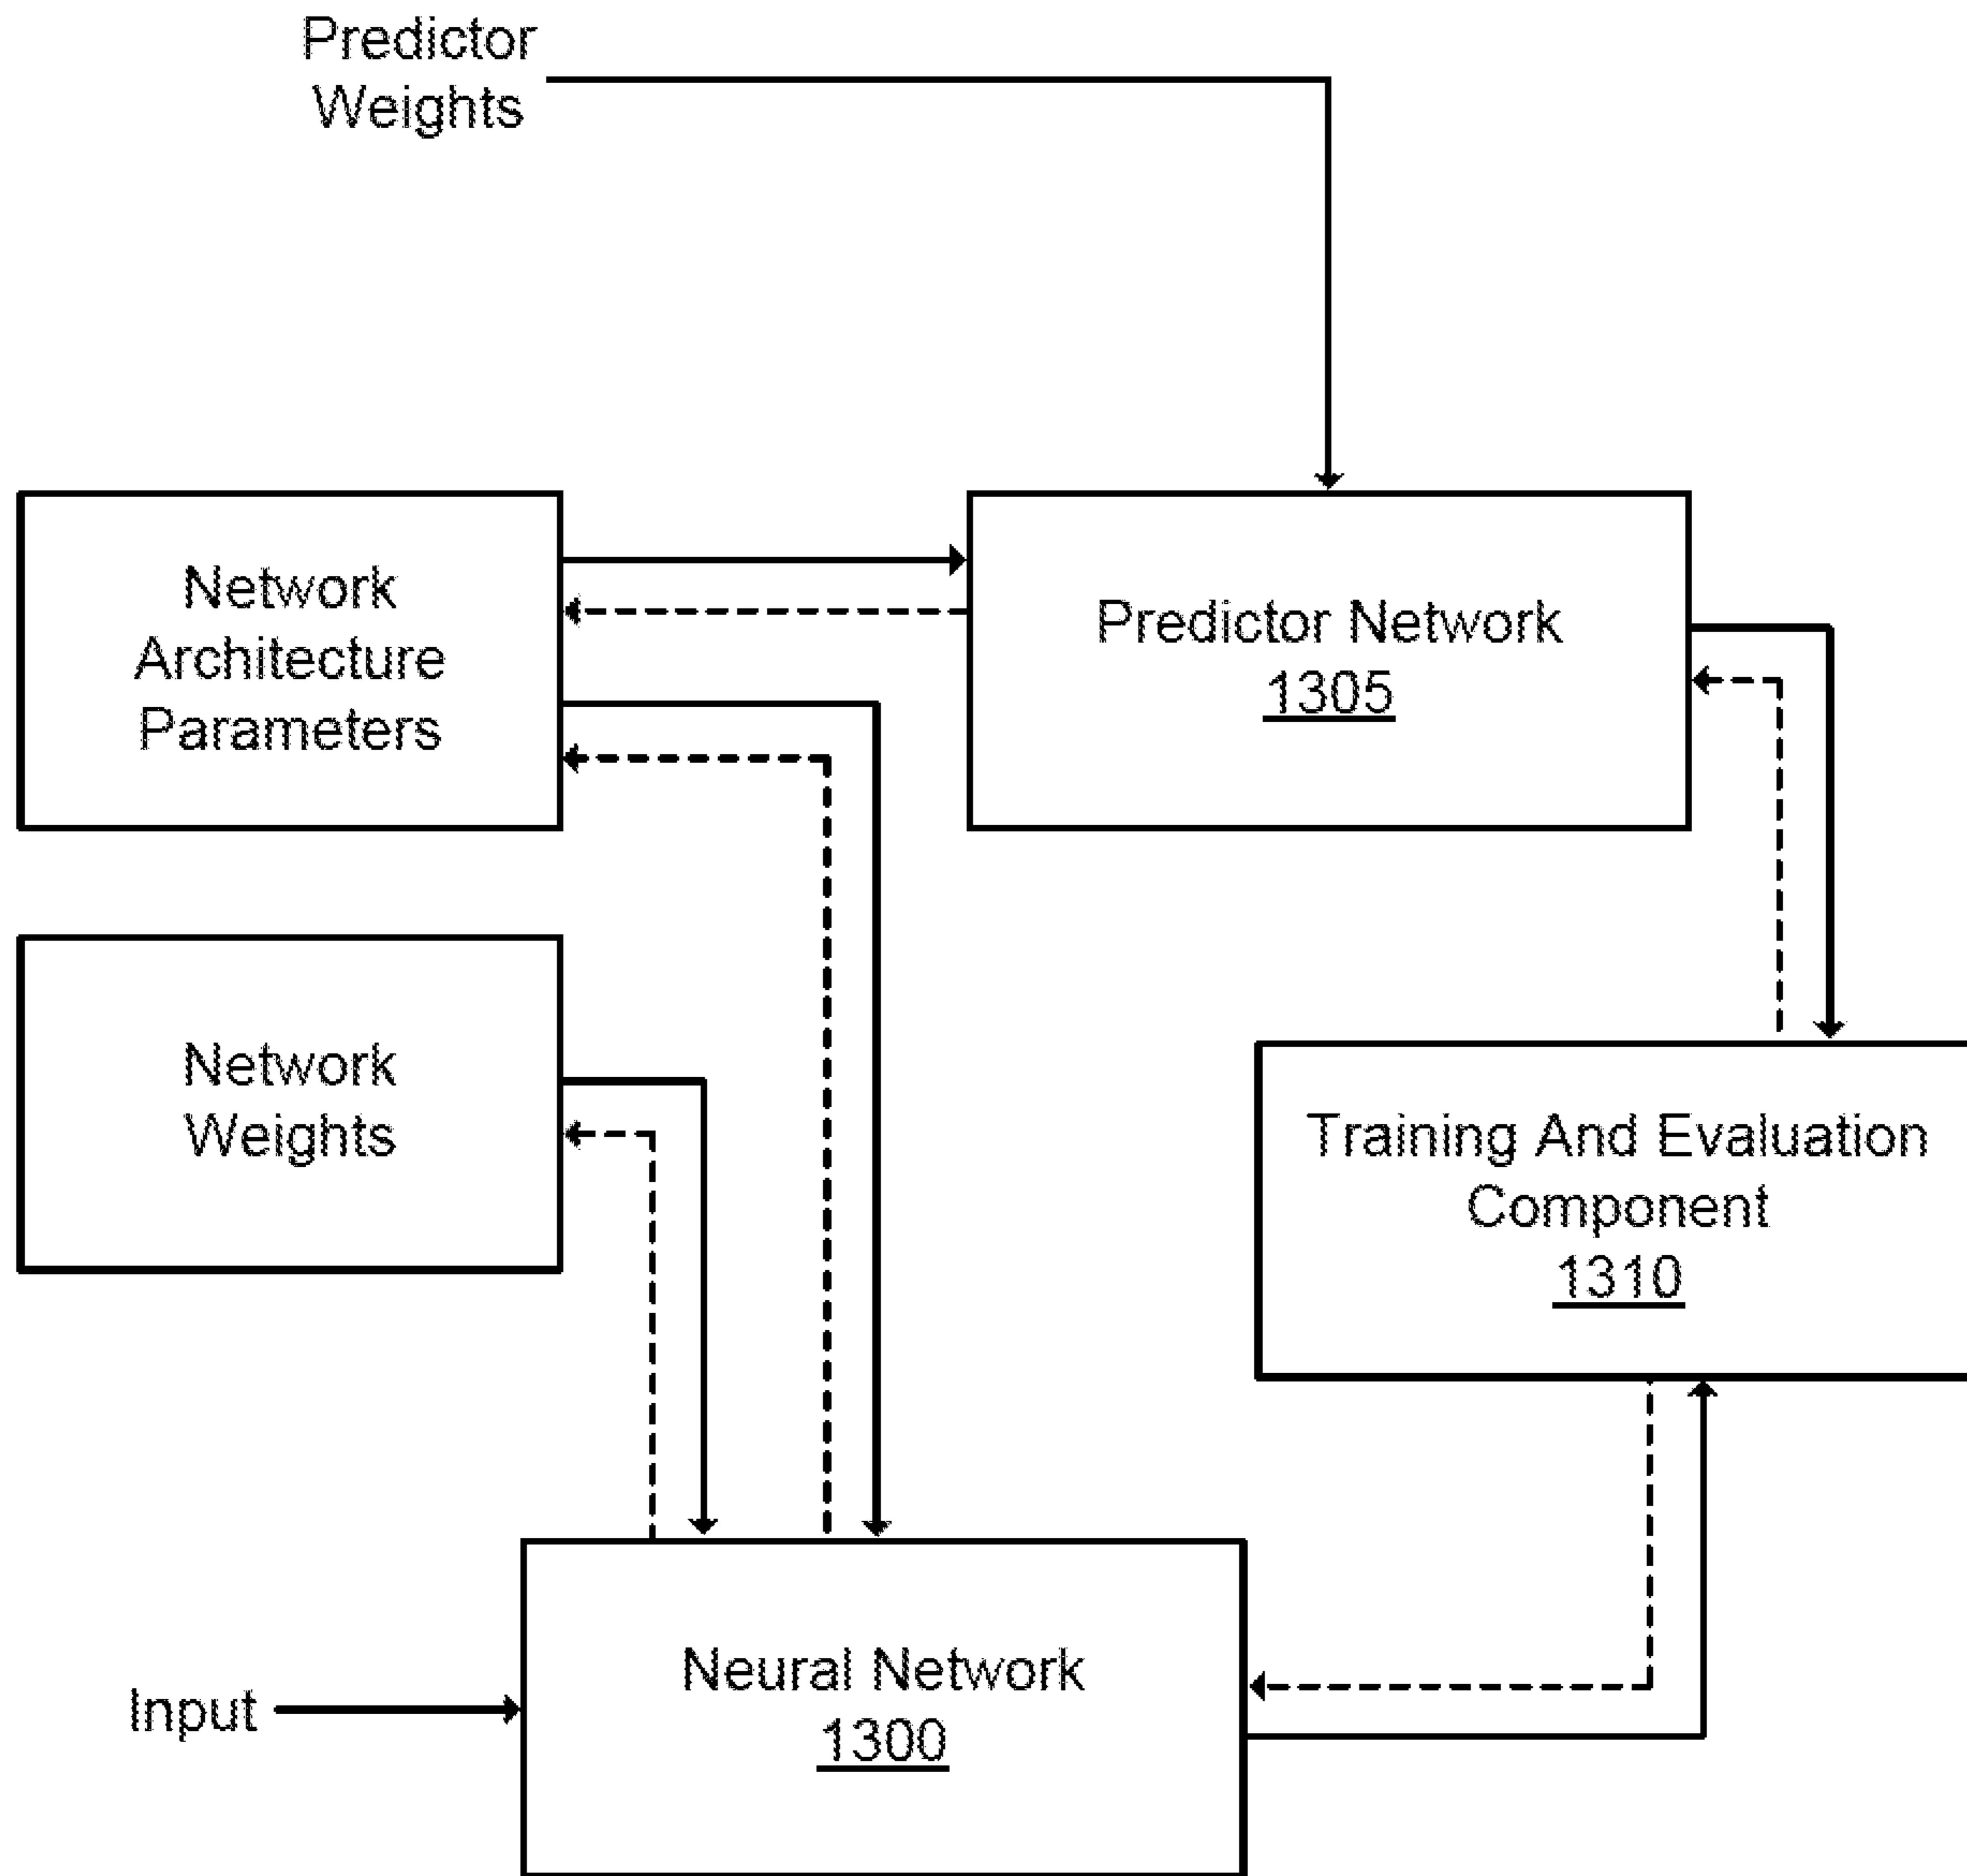 Predictor
Weights
Network
Architecture
Parameters
Predictor Network
1305
Network
Weights
Training And Evaluation
Component
1310
Neural Network
1300
Input